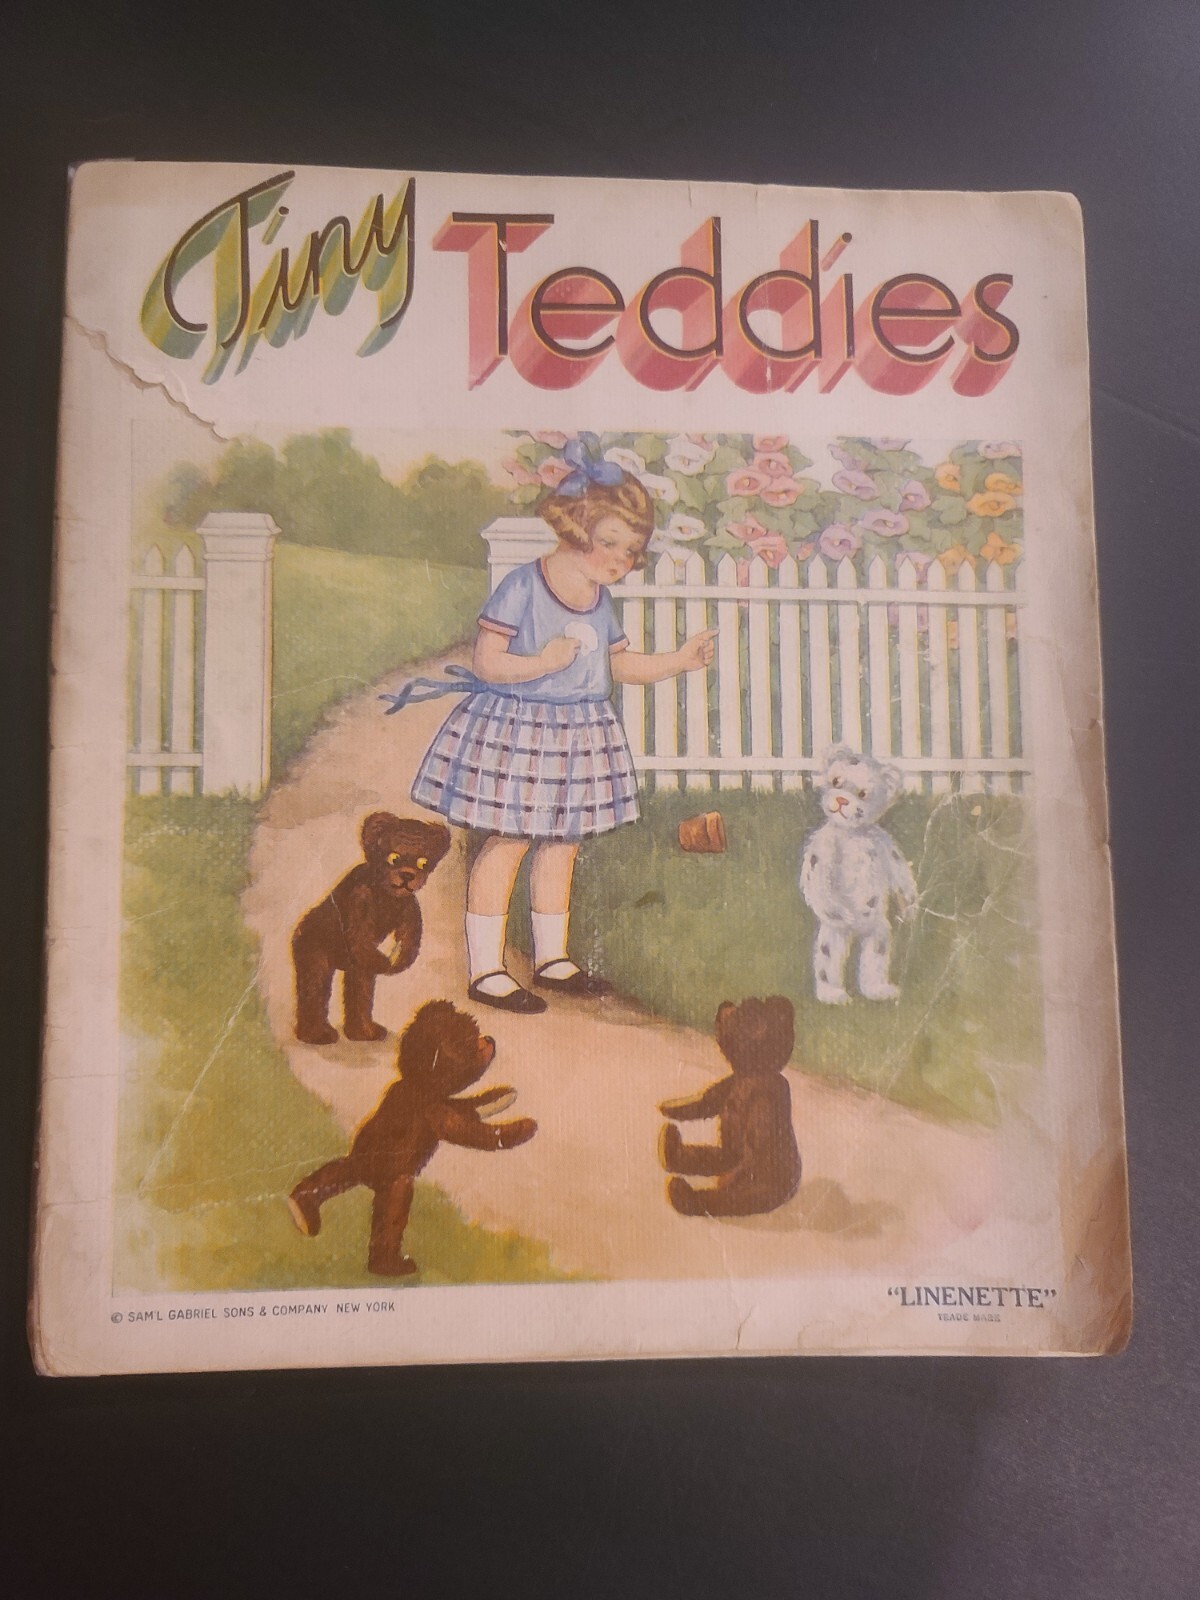 Tiny Teddies
© SAM'L GABRIEL SONS & COMPANY NEW YORK
"LINENETTE"
TRADE MARK